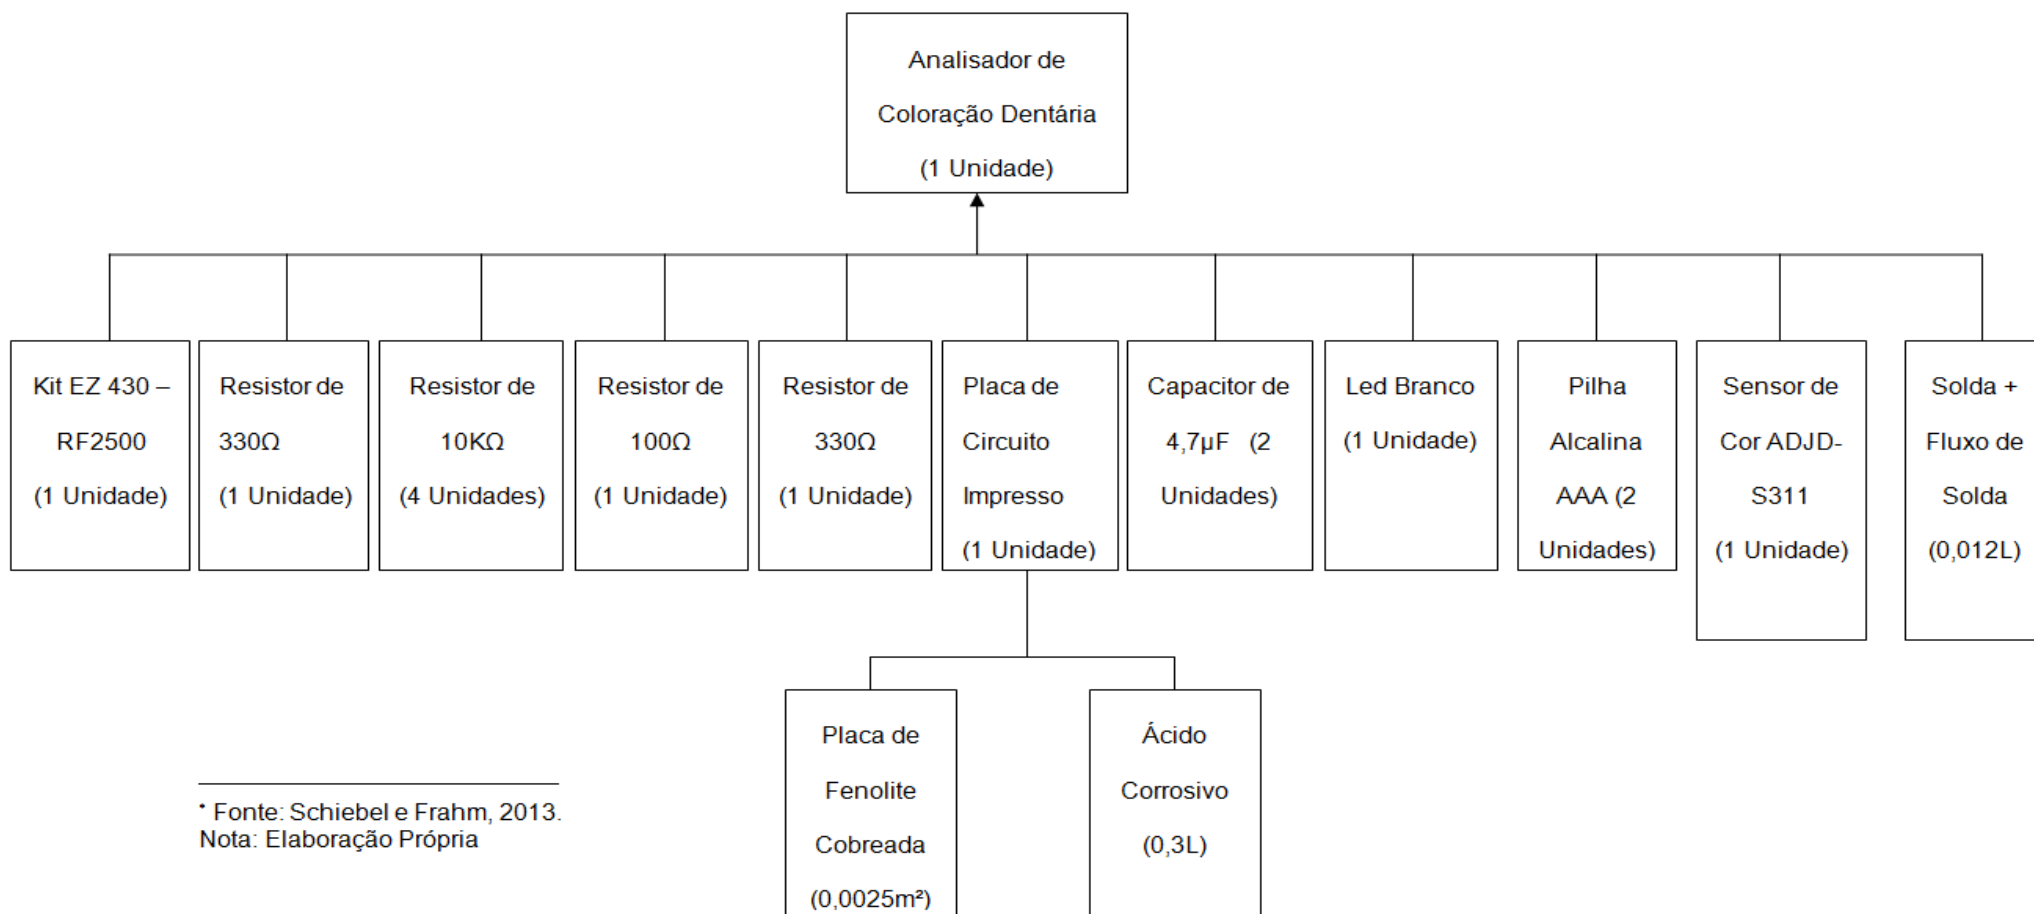 Analisador de
Coloração Dentária
(1 Unidade)
Kit EZ 430 –
RF2500
(1 Unidade)
Resistor de
330Ω
(1 Unidade)
Resistor de
10KΩ
(4 Unidades)
Resistor de
100Ω
(1 Unidade)
Resistor de
330Ω
(1 Unidade)
Placa de
Circuito
Impresso
(1 Unidade)
Capacitor de
4,7µF (2
Unidades)
Led Branco
(1 Unidade)
Pilha
Alcalina
AAA (2
Unidades)
Sensor de
Cor ADJD-
S311
(1 Unidade)
Solda +
Fluxo de
Solda
(0,012L)
Placa de
Fenolite
Cobreada
(0,0025m²)
Ácido
Corrosivo
(0,3L)
* Fonte: Schiebel e Frahm, 2013.
Nota: Elaboração Própria